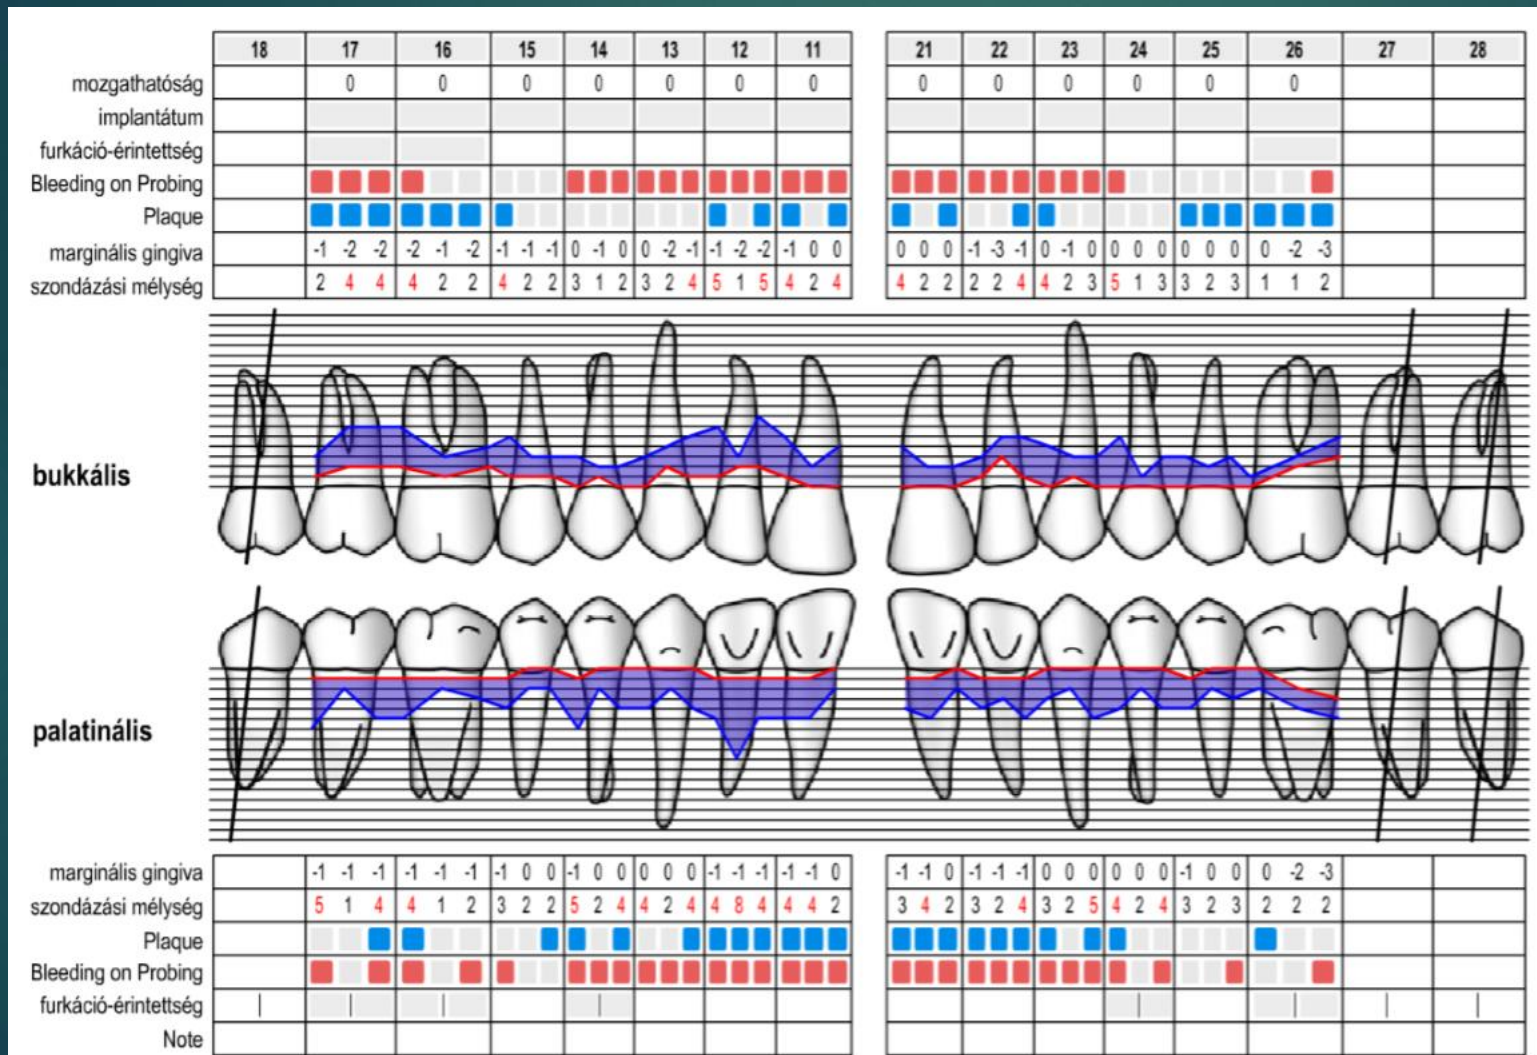 18 17 16 15 14 13 12 11 21 22 23 24 25 26 27 28
mozgathatóság 0 0 0 0 0 0 0 0 0 0 0 0 0
implantátum
furkáció-érintettség
Bleeding on Probing
Plaque
marginális gingiva -1 -2 -2 -2 -1 -2 -1 -1 -1 0 -1 0 0 -2 -1 -1 -2 -2 -1 0 0 0 0 0 -1 -3 -1 0 -1 0 0 0 0 0 0 0 0 -2 -3
szondázási mélység 2 4 4 4 2 2 4 2 2 3 1 2 3 2 4 5 1 5 4 2 4 4 2 2 2 2 4 4 2 3 5 1 3 3 2 3 1 1 2
bukkális
palatinális
marginális gingiva -1 -1 -1 -1 -1 -1 -1 0 0 -1 0 0 0 0 0 -1 -1 -1 -1 -1 0 -1 -1 0 -1 -1 -1 0 0 0 0 0 0 -1 0 0 0 -2 -3
szondázási mélység 5 1 4 4 1 2 3 2 2 5 2 4 4 2 4 4 8 4 4 4 2 3 4 2 3 2 4 3 2 5 4 2 4 3 2 3 2 2 2
Plaque
Bleeding on Probing
furkáció-érintettség
Note